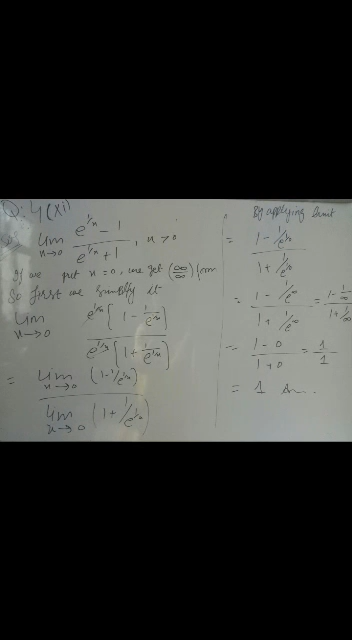 Q: 4(xi)
lim x→0 (e^{1/x} - 1)/(e^{1/x} + 1), x > 0
If we put x = 0, we get (∞/∞) form
So first we simplify it
lim x→0 e^{1/x}[1 - 1/e^{1/x}] / e^{1/x}[1 + 1/e^{1/x}]
= lim x→0 (1 - 1/e^{1/x}) / lim x→0 (1 + 1/e^{1/x})
By applying limit
= (1 - 1/e^{1/0}) / (1 + 1/e^{1/0})
= (1 - 1/e^∞) / (1 + 1/e^∞) = (1 - 1/∞) / (1 + 1/∞)
= (1 - 0)/(1 + 0) = 1/1
= 1 An..